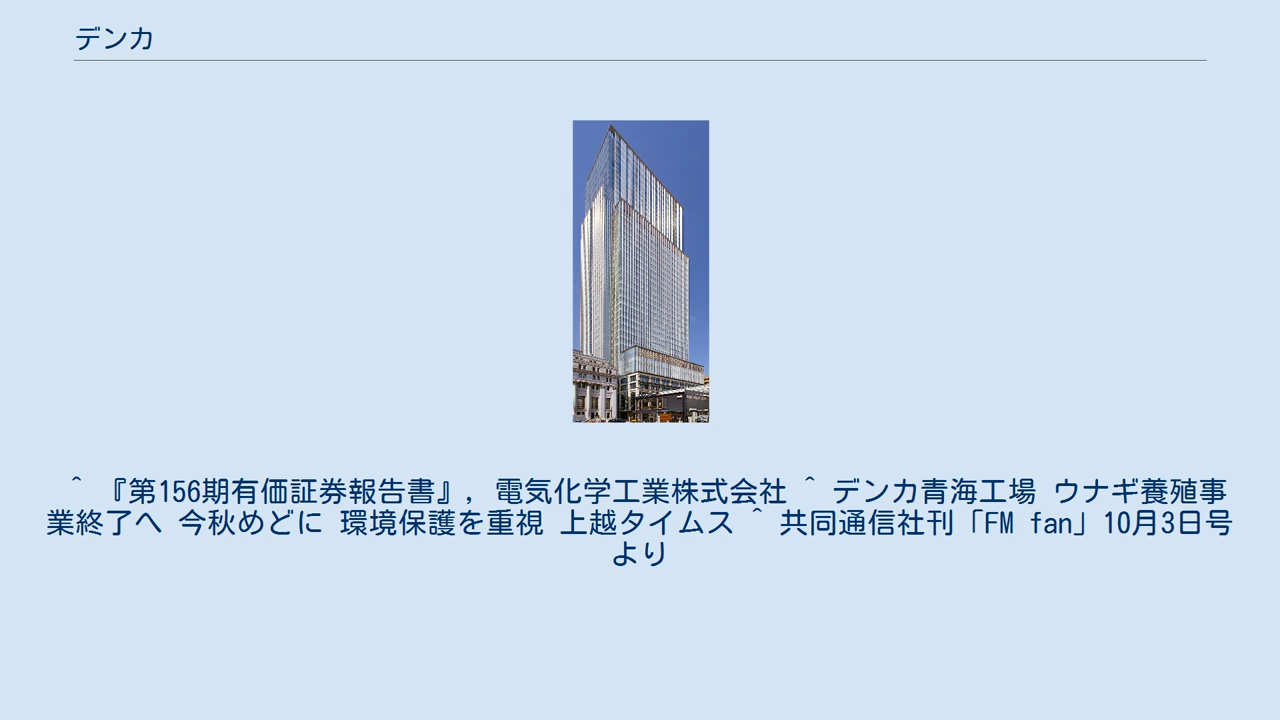 デンカ
^ 『第156期有価証券報告書』, 電気化学工業株式会社 ^ デンカ青海工場 ウナギ養殖事
業終了へ 今秋めどに 環境保護を重視 上越タイムス ^ 共同通信社刊「FM fan」10月3日号
より